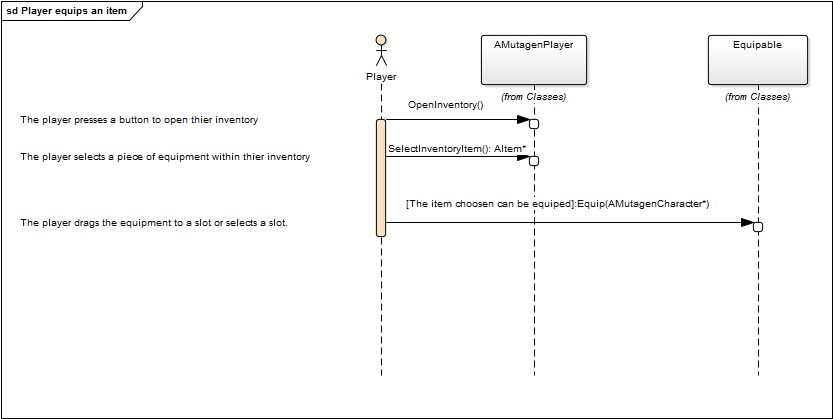 sd Player equips an item
Player
AMutagenPlayer
(from Classes)
Equipable
(from Classes)
OpenInventory()
The player presses a button to open thier inventory
SelectInventoryItem(): AItem*
The player selects a piece of equipment within thier inventory
[The item choosen can be equiped]:Equip(AMutagenCharacter*)
The player drags the equipment to a slot or selects a slot.